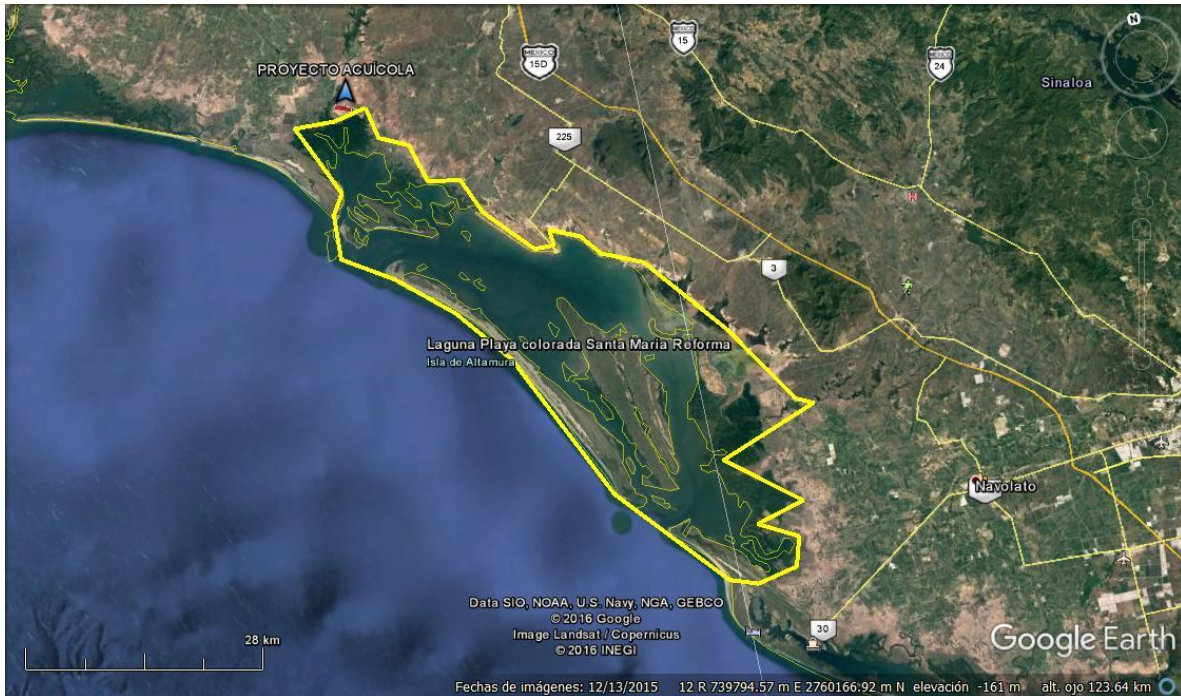 N
MEXICO
15
MEXICO
15D
24
Sinaloa
PROYECTO ACUÍCOLA
225
3
Laguna Playa colorada Santa Maria Reforma
Isla de Altamura
Navolato
Data SIO, NOAA, U.S. Navy, NGA, GEBCO
© 2016 Google
Image Landsat / Copernicus
© 2016 INEGI
30
28 km
Google Earth
Fechas de imágenes: 12/13/2015 12 R 739794.57 m E 2760166.92 m N elevación -161 m alt. ojo 123.64 km